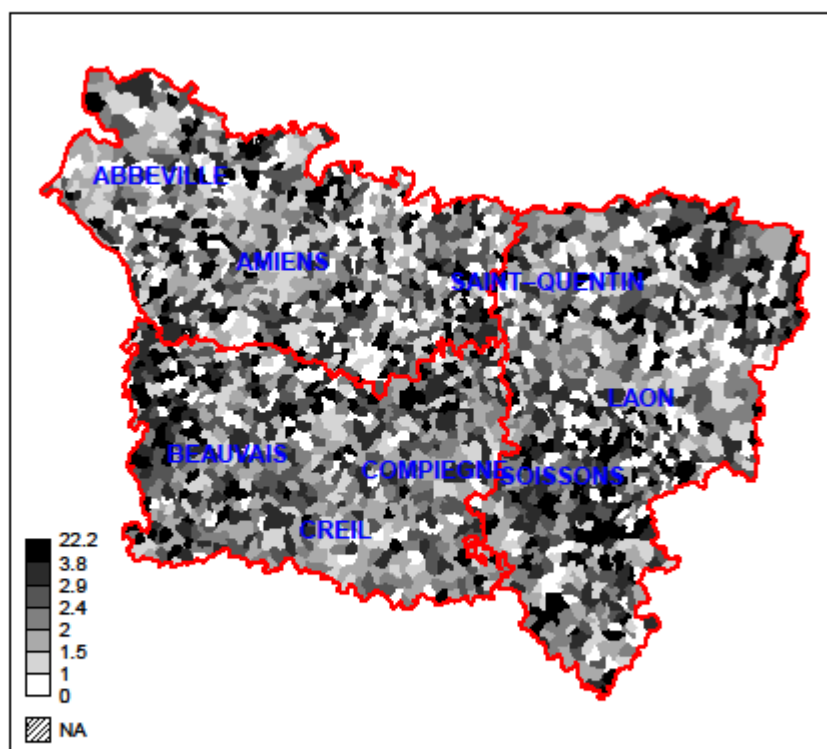 ABBEVILLE
AMIENS
SAINT-QUENTIN
LAON
BEAUVAIS
COMPIEGNE
SOISSONS
CREIL
22.2
3.8
2.9
2.4
2
1.5
1
0
NA